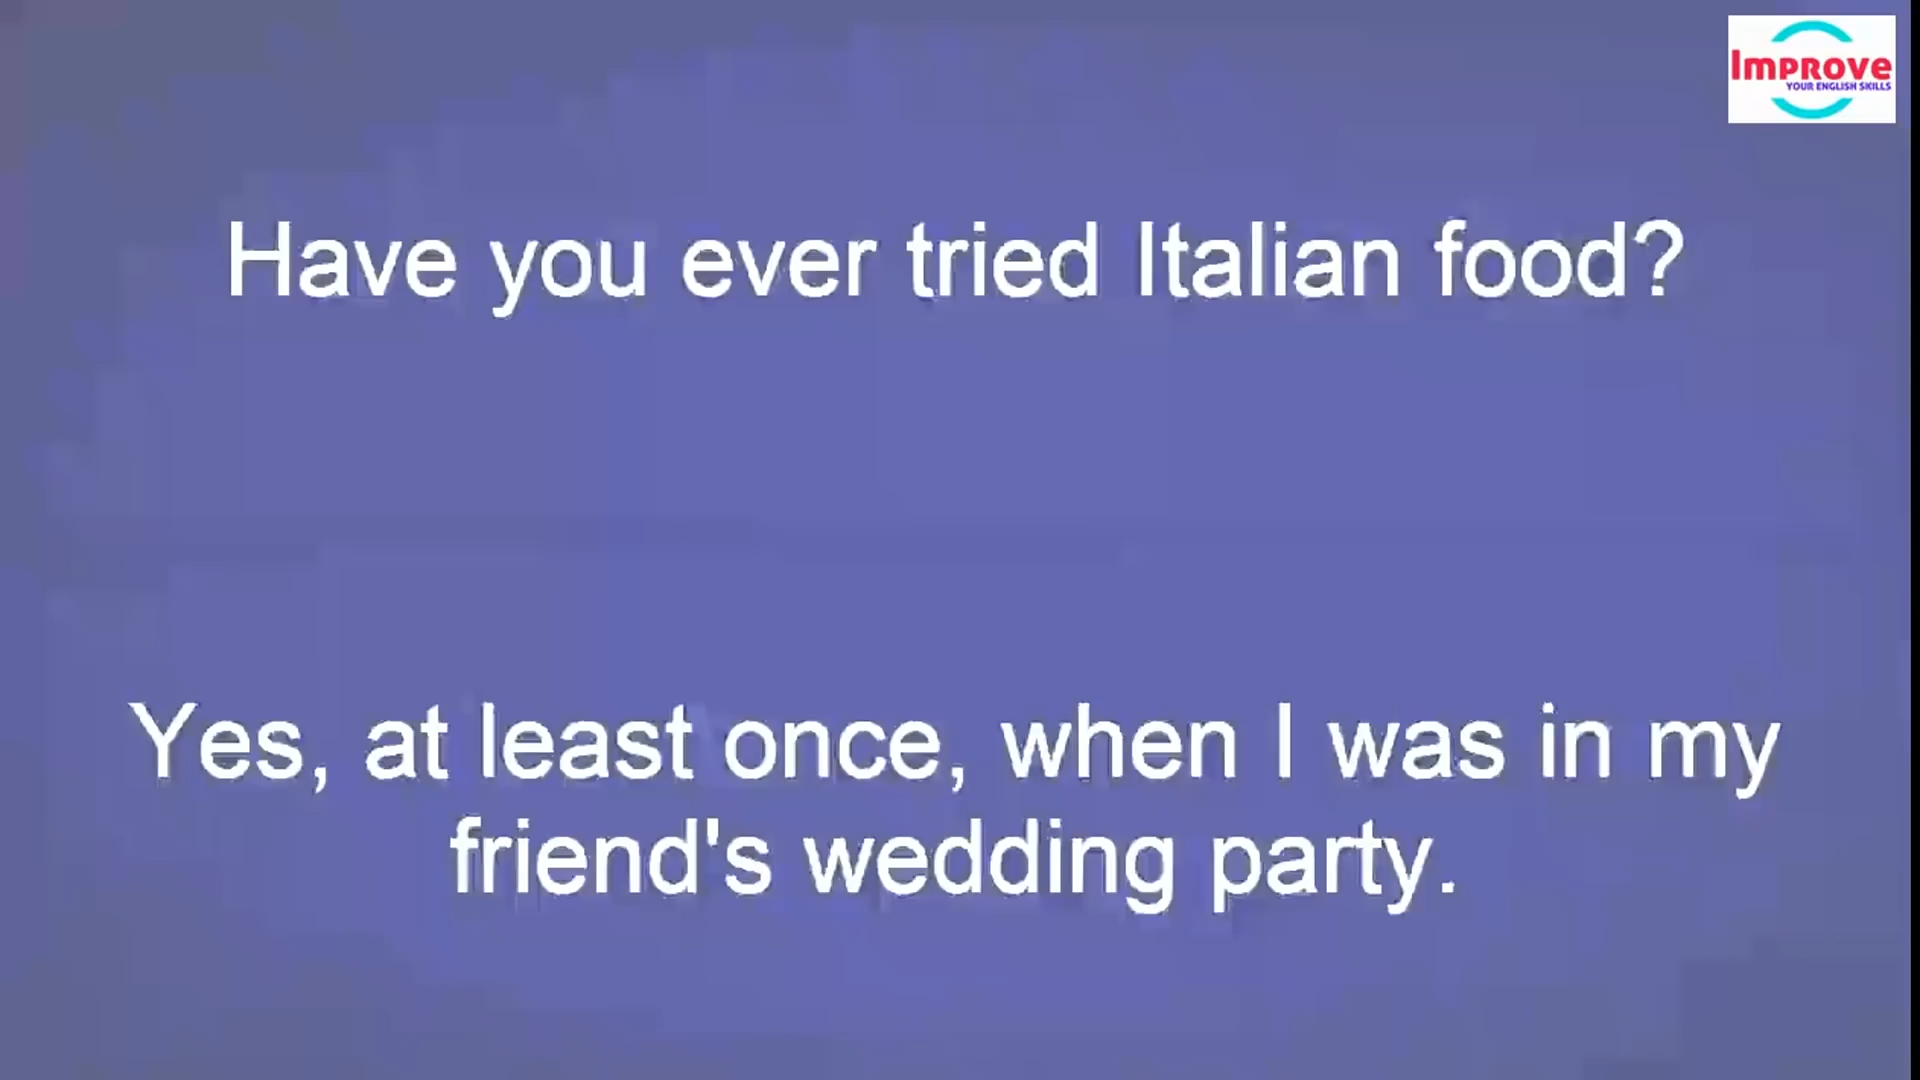 Improve
YOUR ENGLISH SKILLS
Have you ever tried Italian food?
Yes, at least once, when I was in my
friend's wedding party.